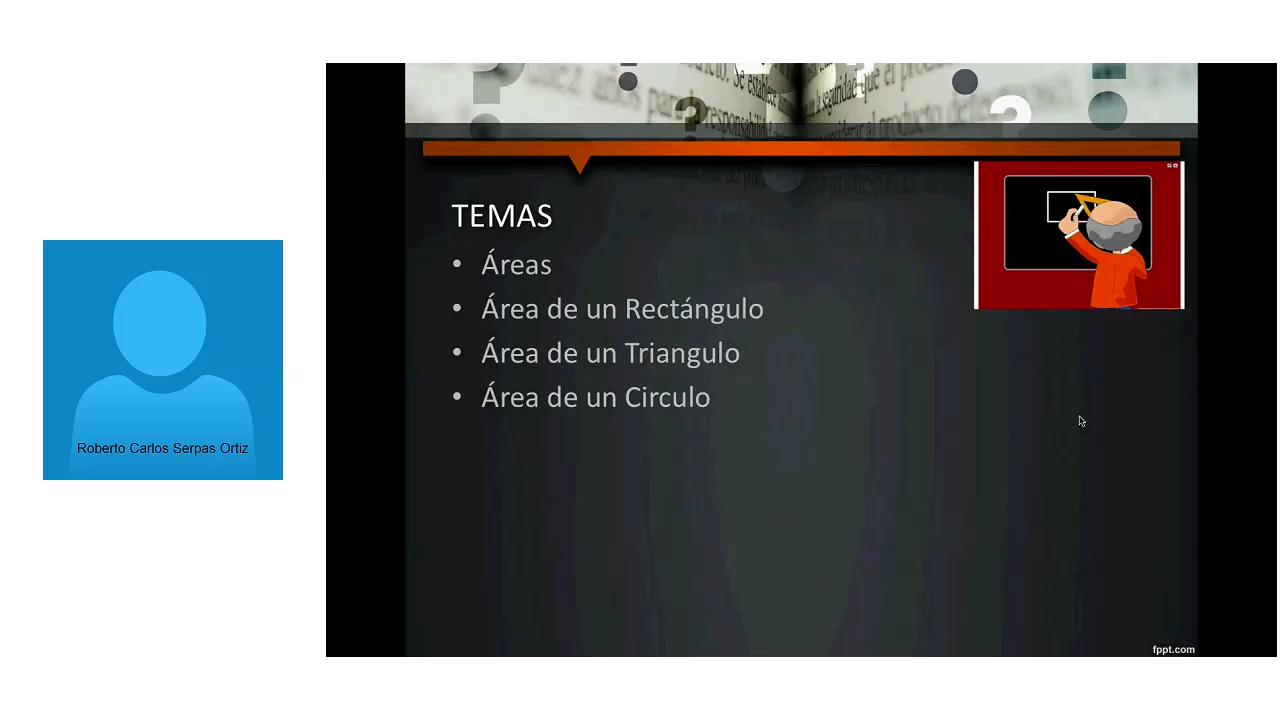 TEMAS
• Áreas
• Área de un Rectángulo
• Área de un Triangulo
• Área de un Circulo
Roberto Carlos Serpas Ortiz
fppt.com